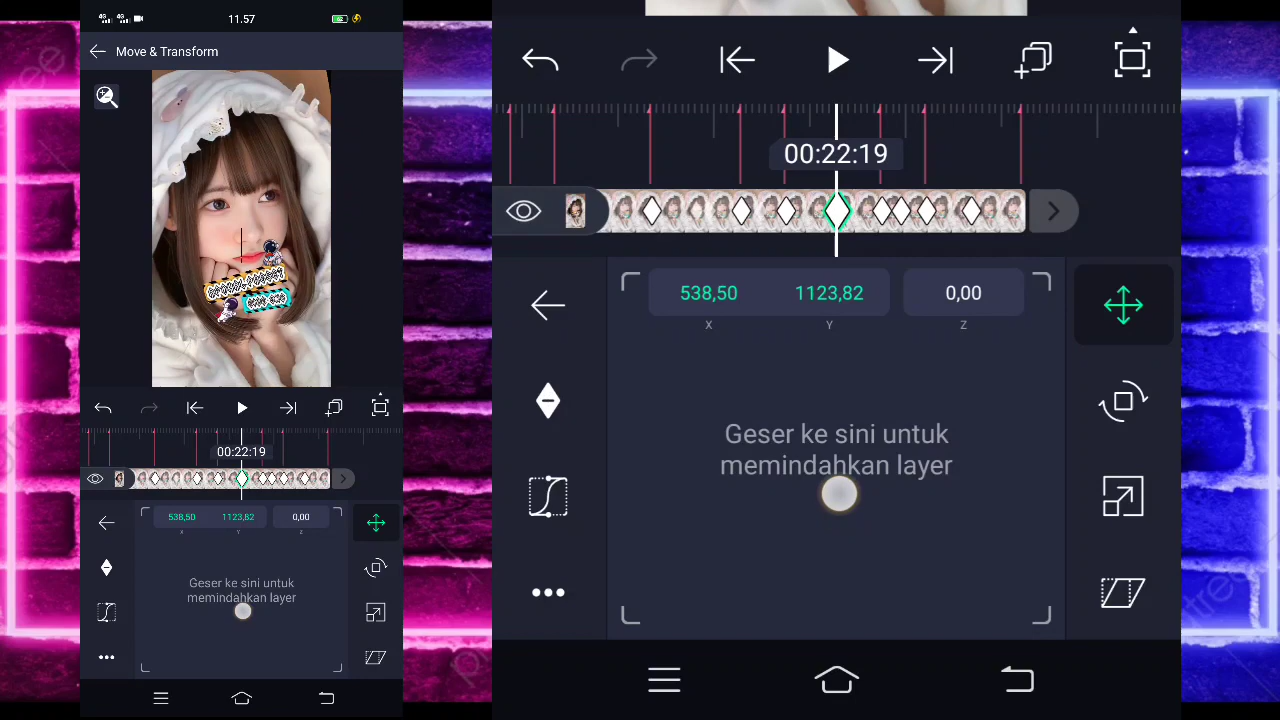 11.57
Move & Transform
00:22:19
538,50
1123,82
0,00
X
Y
Z
Geser ke sini untuk
memindahkan layer
00:22:19
538,50
1123,82
0,00
X
Y
Z
Geser ke sini untuk
memindahkan layer